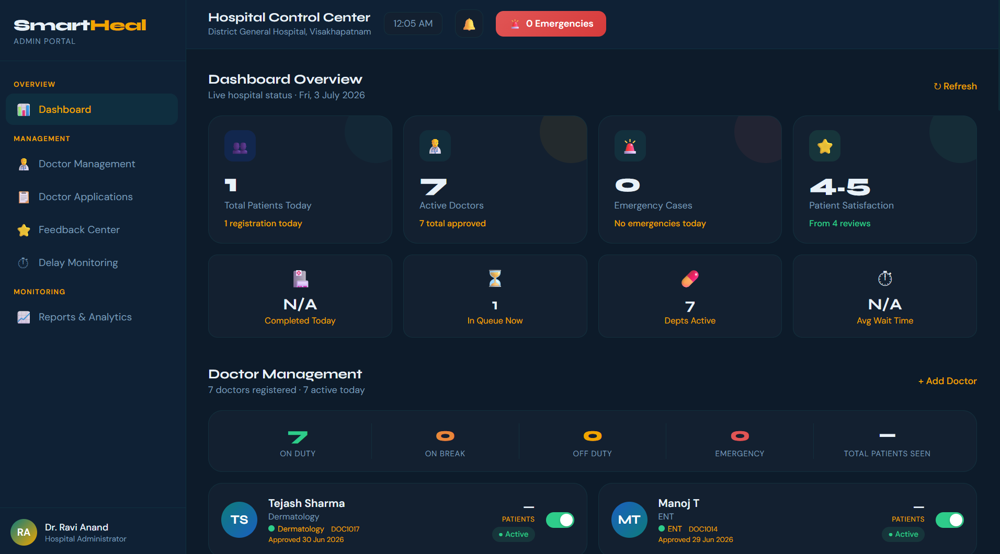 SmartHeal
ADMIN PORTAL
OVERVIEW
Dashboard
MANAGEMENT
Doctor Management
Doctor Applications
Feedback Center
Delay Monitoring
MONITORING
Reports & Analytics
RA
Dr. Ravi Anand
Hospital Administrator
Hospital Control Center
District General Hospital, Visakhapatnam
12:05 AM
0 Emergencies
Dashboard Overview
Live hospital status · Fri, 3 July 2026
↻ Refresh
1
Total Patients Today
1 registration today
7
Active Doctors
7 total approved
0
Emergency Cases
No emergencies today
4.5
Patient Satisfaction
From 4 reviews
N/A
Completed Today
1
In Queue Now
7
Depts Active
N/A
Avg Wait Time
Doctor Management
7 doctors registered · 7 active today
+ Add Doctor
7
ON DUTY
0
ON BREAK
0
OFF DUTY
0
EMERGENCY
—
TOTAL PATIENTS SEEN
TS
Tejash Sharma
Dermatology
Dermatology DOC1017
Approved 30 Jun 2026
—
PATIENTS
• Active
MT
Manoj T
ENT
ENT DOC1014
Approved 29 Jun 2026
—
PATIENTS
• Active